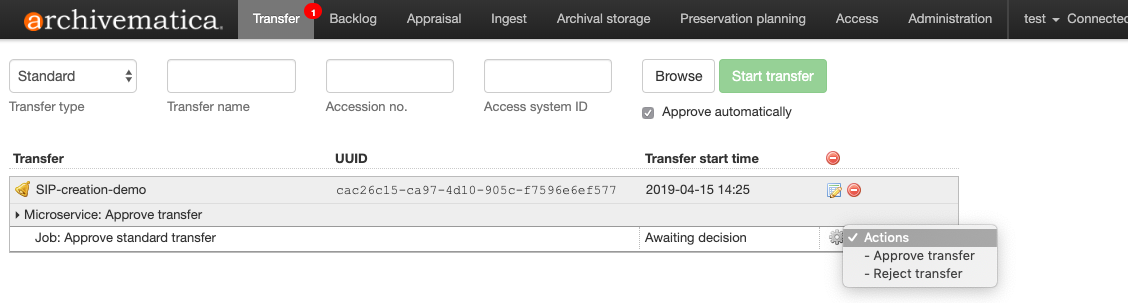 archivematica Transfer 1 Backlog Appraisal Ingest Archival storage Preservation planning Access Administration test Connected
Standard Browse Start transfer
Transfer type Transfer name Accession no. Access system ID Approve automatically
Transfer UUID Transfer start time
SIP-creation-demo cac26c15-ca97-4d10-905c-f7596e6ef577 2019-04-15 14:25
Microservice: Approve transfer
Job: Approve standard transfer Awaiting decision Actions
- Approve transfer
- Reject transfer